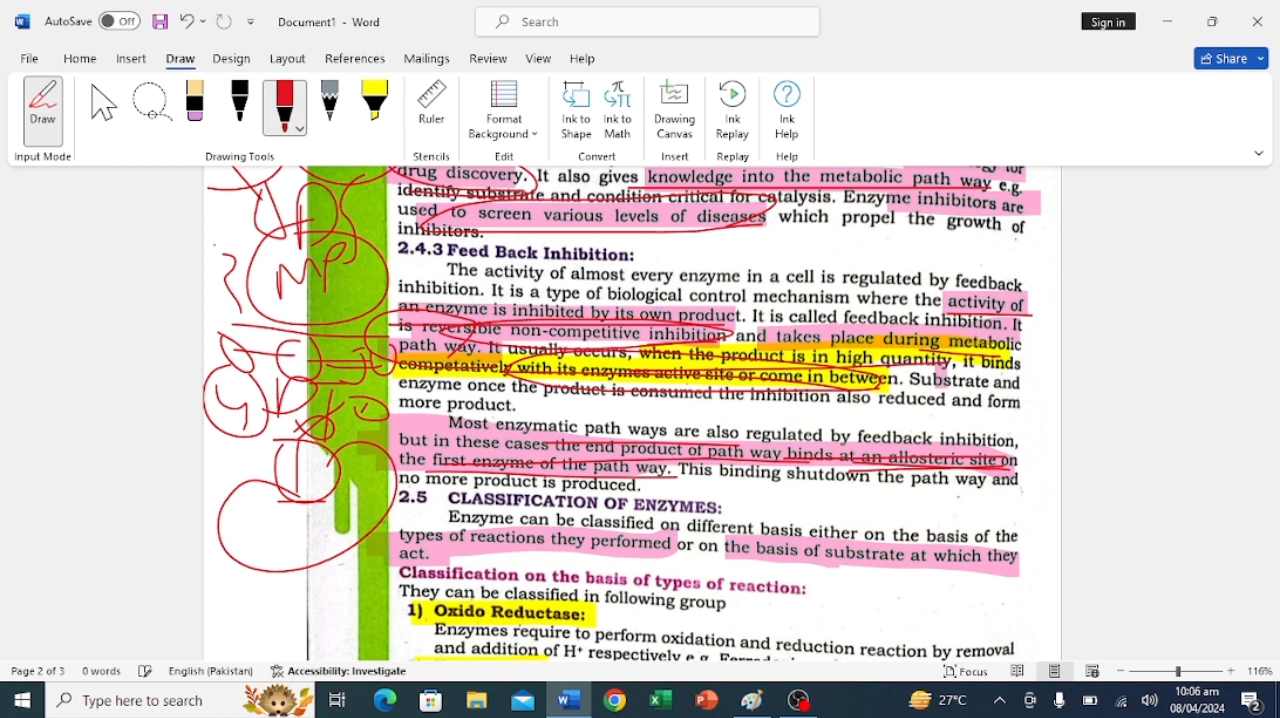 AutoSave Off Document1 - Word Search Sign in
File Home Insert Draw Design Layout References Mailings Review View Help Share
Draw Ruler Format Background Ink to Shape Ink to Math Drawing Canvas Ink Replay Ink Help
Input Mode Drawing Tools Stencils Edit Convert Insert Replay Help
drug discovery. It also gives knowledge into the metabolic path way e.g.
identify substrate and condition critical for catalysis. Enzyme inhibitors are
used to screen various levels of diseases which propel the growth of
inhibitors.
2.4.3 Feed Back Inhibition:
The activity of almost every enzyme in a cell is regulated by feedback
inhibition. It is a type of biological control mechanism where the activity of
an enzyme is inhibited by its own product. It is called feedback inhibition. It
is reversible non-competitive inhibition and takes place during metabolic
path way. It usually occurs, when the product is in high quantity, it binds
competatively with its enzymes active site or come in between. Substrate and
enzyme once the product is consumed the inhibition also reduced and form
more product.
Most enzymatic path ways are also regulated by feedback inhibition,
but in these cases the end product of path way binds at an allosteric site on
the first enzyme of the path way. This binding shutdown the path way and
no more product is produced.
2.5 CLASSIFICATION OF ENZYMES:
Enzyme can be classified on different basis either on the basis of the
types of reactions they performed or on the basis of substrate at which they
act.
Classification on the basis of types of reaction:
They can be classified in following group
1) Oxido Reductase:
Enzymes require to perform oxidation and reduction reaction by removal
and addition of H+ respectively e.g.
Page 2 of 3 0 words English (Pakistan) Accessibility: Investigate Focus 116%
Type here to search 27°C 10:06 am
08/04/2024 2